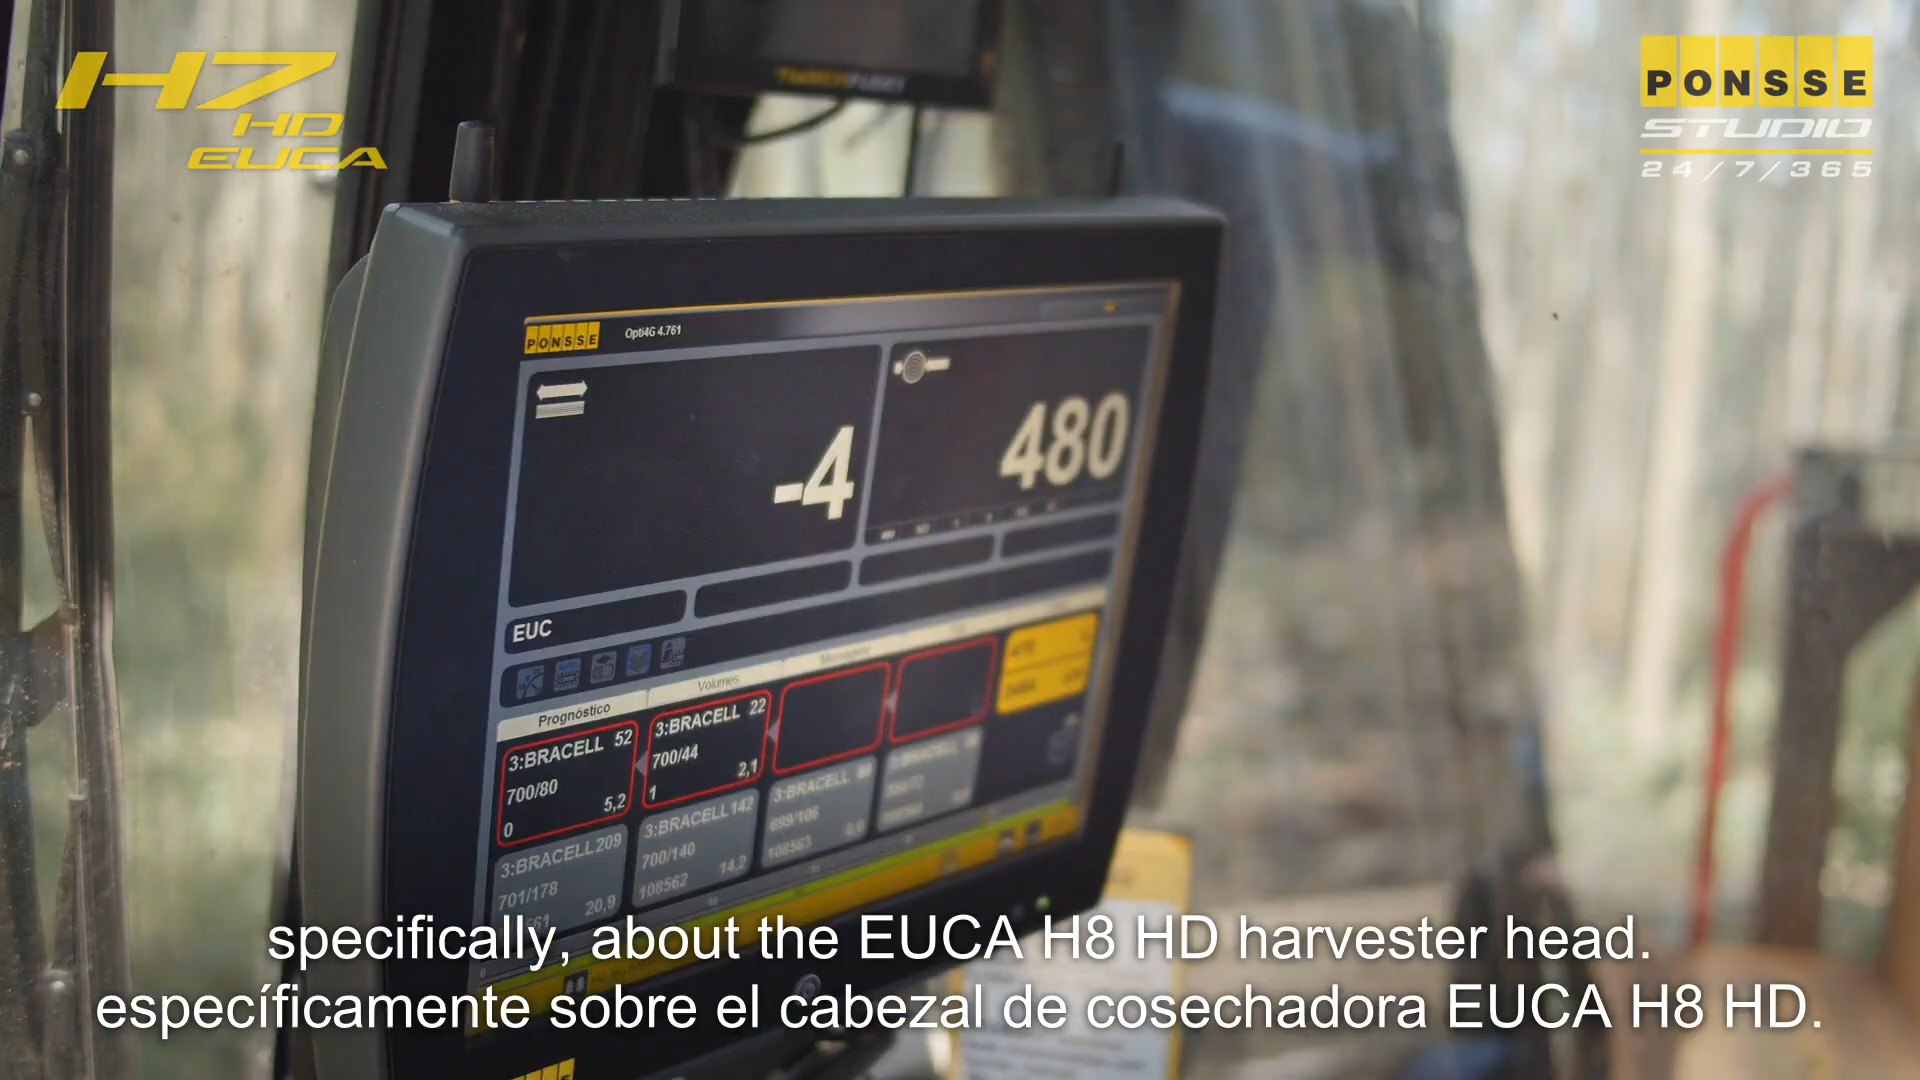 H7
HD
EUCA
PONSSE
STUDIO
24/7/365
PONSSE
Opti4G 4.761
-4
480
EUC
Prognóstico
Volumes
3:BRACELL 52
700/80
5,2
0
3:BRACELL 22
700/44
2,1
1
3:BRACELL 209
701/178
20,9
3:BRACELL 142
700/140
14,2
108562
3:BRACELL
699/106
108563
specifically, about the EUCA H8 HD harvester head.
específicamente sobre el cabezal de cosechadora EUCA H8 HD.